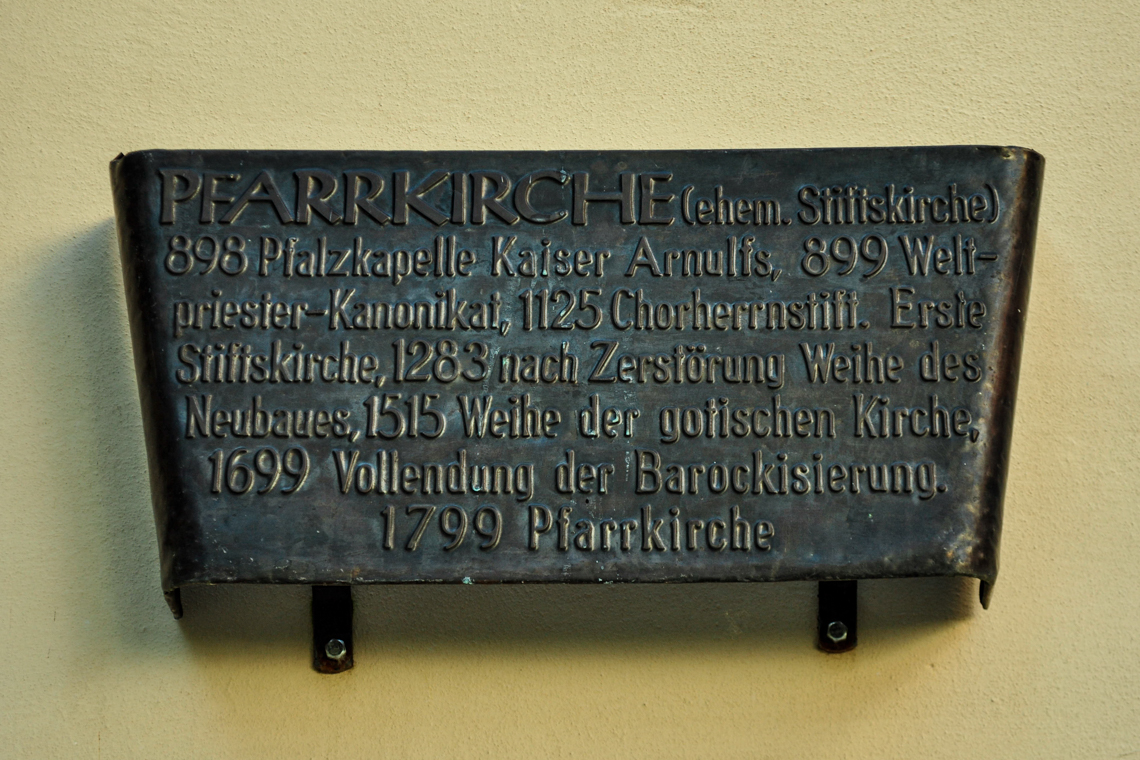 PFARRKIRCHE (ehem. Stiftskirche)
898 Pfalzkapelle Kaiser Arnulfs, 899 Welt-
priester-Kanonikat, 1125 Chorherrnstift. Erste
Stiftskirche, 1283 nach Zerstörung Weihe des
Neubaues, 1515 Weihe der gotischen Kirche,
1699 Vollendung der Barockisierung.
1799 Pfarrkirche